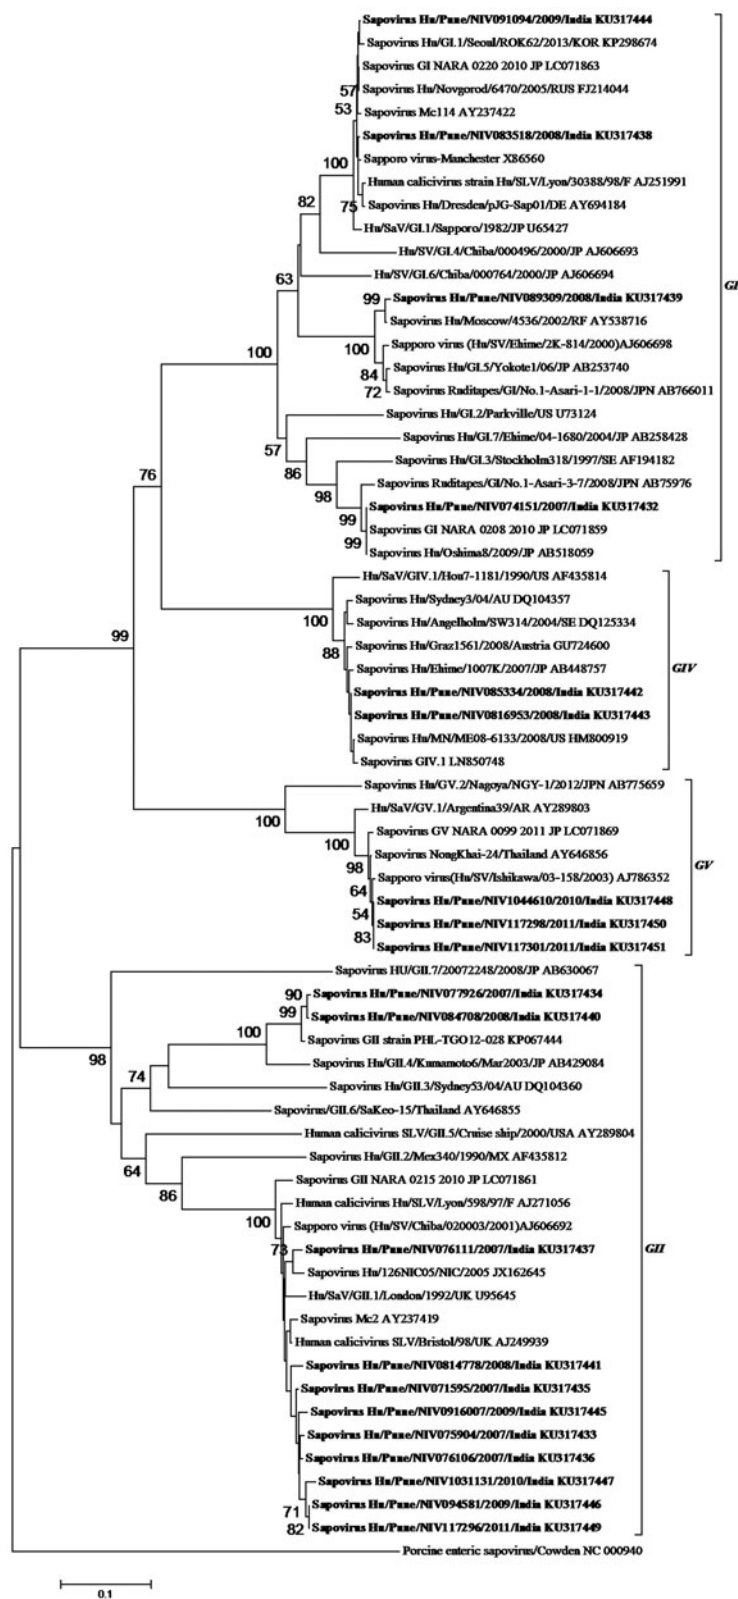 Sapovirus Hu/Pune/NIV091094/2009/India KU317444
Sapovirus Hu/GI.1/Seoul/ROK62/2013/KOR KP298674
Sapovirus GI NARA 0220 2010 JP LC071863
57 Sapovirus Hu/Novgorod/6470/2005/RUS FJ214044
53 Sapovirus Mc114 AY237422
Sapovirus Hu/Pune/NIV083518/2008/India KU317438
100 Sapporo virus-Manchester X86560
Human calicivirus strain Hu/SLV/Lyon/30388/98/F AJ251991
82 75 Sapovirus Hu/Dresden/pJG-Sap01/DE AY694184
Hu/SaV/GI.1/Sapporo/1982/JP U65427
Hu/SV/GI.4/Chiba/000496/2000/JP AJ606693
63 Hu/SV/GI.6/Chiba/000764/2000/JP AJ606694
GI
99 Sapovirus Hu/Pune/NIV089309/2008/India KU317439
Sapovirus Hu/Moscow/4536/2002/RF AY538716
100 100 Sapporo virus (Hu/SV/Ehime/2K-814/2000)AJ606698
84 Sapovirus Hu/GI.5/Yokote1/06/JP AB253740
72 Sapovirus Ruditapes/GI/No.1-Asari-1-1/2008/JPN AB766011
Sapovirus Hu/GI.2/Parkville/US U73124
57 Sapovirus Hu/GI.7/Ehime/04-1680/2004/JP AB258428
76 86 Sapovirus Hu/GI.3/Stockholm318/1997/SE AF194182
98 Sapovirus Ruditapes/GI/No.1-Asari-3-7/2008/JPN AB75976
Sapovirus Hu/Pune/NIV074151/2007/India KU317432
99 Sapovirus GI NARA 0208 2010 JP LC071859
99 Sapovirus Hu/Oshima8/2009/JP AB518059
Hu/SaV/GIV.1/Hou7-1181/1990/US AF435814
Sapovirus Hu/Sydney3/04/AU DQ104357
100 Sapovirus Hu/Angelholm/SW314/2004/SE DQ125334
99 88 Sapovirus Hu/Graz1561/2008/Austria GU724600
Sapovirus Hu/Ehime/1007K/2007/JP AB448757
GIV
Sapovirus Hu/Pune/NIV085334/2008/India KU317442
Sapovirus Hu/Pune/NIV0816953/2008/India KU317443
Sapovirus Hu/MN/ME08-6133/2008/US HM800919
Sapovirus GIV.1 LN850748
Sapovirus Hu/GV.2/Nagoya/NGY-1/2012/JPN AB775659
100 Hu/SaV/GV.1/Argentina39/AR AY289803
100 Sapovirus GV NARA 0099 2011 JP LC071869
Sapovirus NongKhai-24/Thailand AY646856
98 Sapporo virus(Hu/SV/Ishikawa/03-158/2003) AJ786352
GV
64 Sapovirus Hu/Pune/NIV1044610/2010/India KU317448
54 Sapovirus Hu/Pune/NIV117298/2011/India KU317450
83 Sapovirus Hu/Pune/NIV117301/2011/India KU317451
Sapovirus HU/GII.7/20072248/2008/JP AB630067
90 Sapovirus Hu/Pune/NIV077926/2007/India KU317434
99 Sapovirus Hu/Pune/NIV084708/2008/India KU317440
100 Sapovirus GII strain PHL-TGO12-028 KP067444
98 Sapovirus Hu/GII.4/Kumamoto6/Mar2003/JP AB429084
74 Sapovirus Hu/GII.3/Sydney53/04/AU DQ104360
Sapovirus/GII.6/SaKeo-15/Thailand AY646855
Human calicivirus SLV/GII.5/Cruise ship/2000/USA AY289804
64 Sapovirus Hu/GII.2/Mex340/1990/MX AF435812
86 Sapovirus GII NARA 0215 2010 JP LC071861
Human calicivirus Hu/SLV/Lyon/598/97/F AJ271056
100 Sapporo virus (Hu/SV/Chiba/020003/2001)AJ606692
73 Sapovirus Hu/Pune/NIV076111/2007/India KU317437
GII
Sapovirus Hu/126NIC05/NIC/2005 JX162645
Hu/SaV/GII.1/London/1992/UK U95645
Sapovirus Mc2 AY237419
Human calicivirus SLV/Bristol/98/UK AJ249939
Sapovirus Hu/Pune/NIV0814778/2008/India KU317441
Sapovirus Hu/Pune/NIV071595/2007/India KU317435
Sapovirus Hu/Pune/NIV0916007/2009/India KU317445
Sapovirus Hu/Pune/NIV075904/2007/India KU317433
Sapovirus Hu/Pune/NIV076106/2007/India KU317436
Sapovirus Hu/Pune/NIV1031131/2010/India KU317447
71 Sapovirus Hu/Pune/NIV094581/2009/India KU317446
82 Sapovirus Hu/Pune/NIV117296/2011/India KU317449
Porcine enteric sapovirus/Cowden NC 000940
0.1